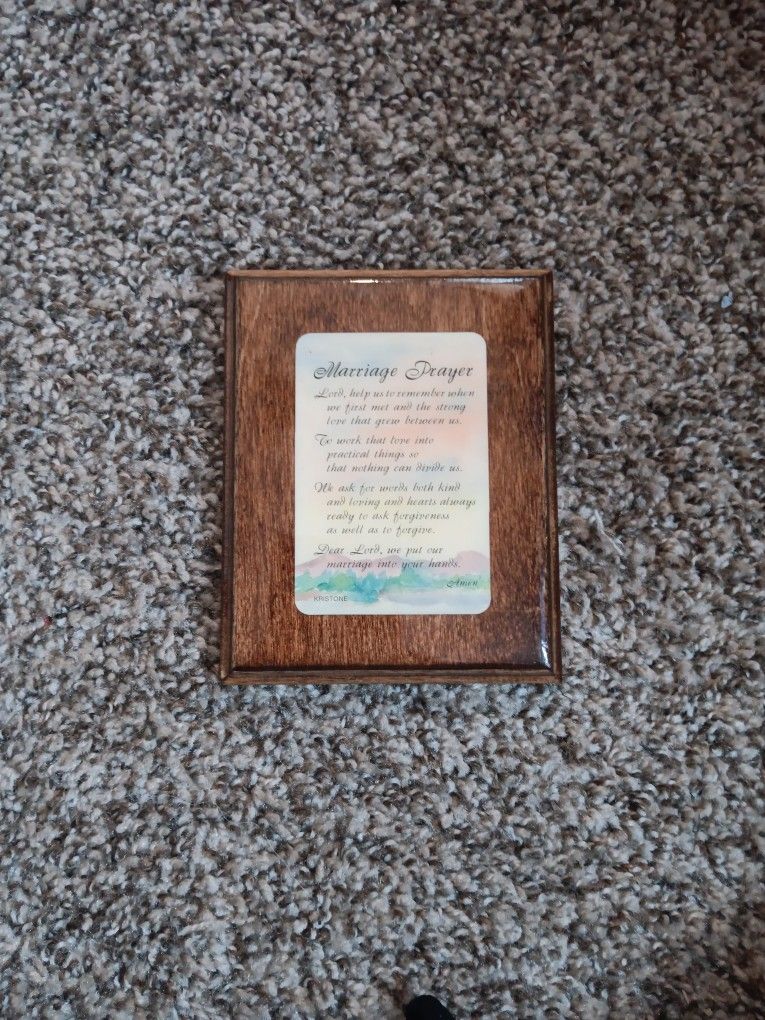 Marriage Prayer
Lord, help us to remember when
we first met and the strong
love that grew between us.
To work that love into
practical things so
that nothing can divide us.
We ask for words both kind
and loving and hearts always
ready to ask forgiveness
as well as to forgive.
Dear Lord, we put our
marriage into your hands.
Amen
KRISTONE